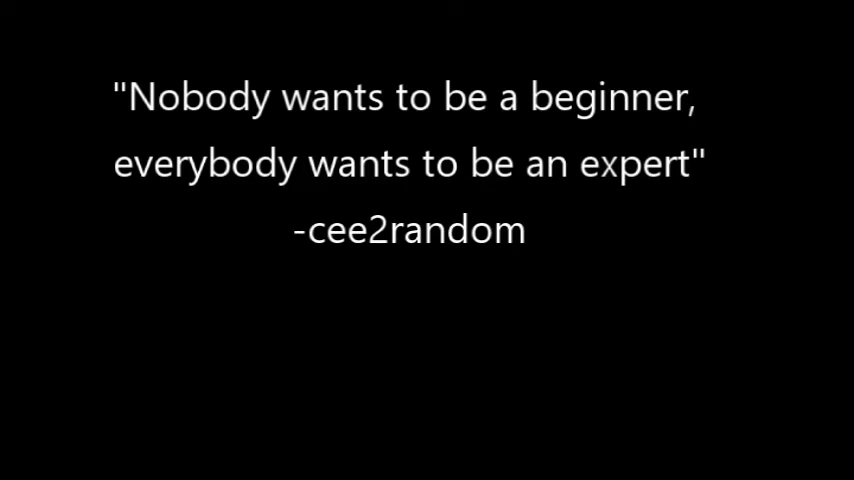 "Nobody wants to be a beginner,
everybody wants to be an expert"
-cee2random